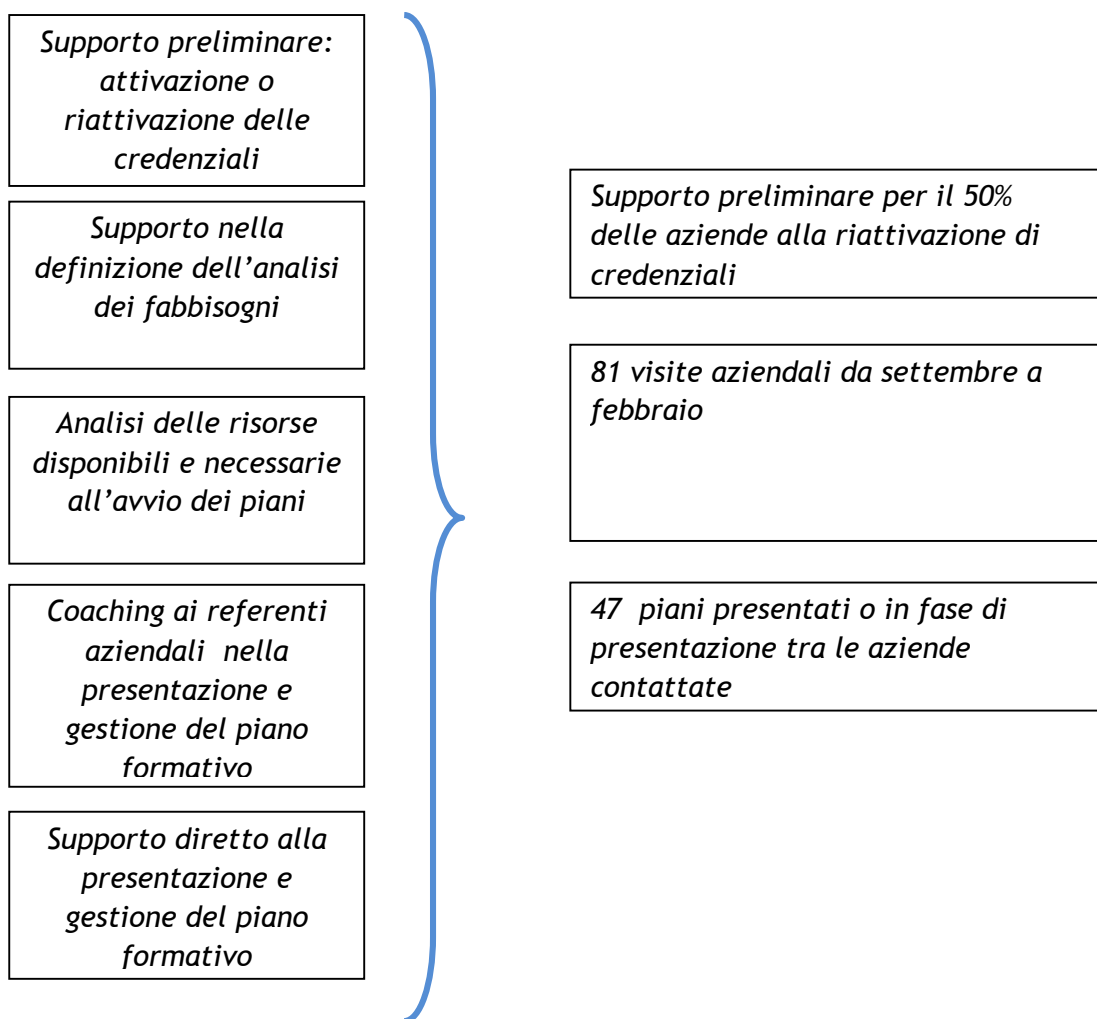 Supporto preliminare:
attivazione o
riattivazione delle
credenziali
Supporto nella
definizione dell’analisi
dei fabbisogni
Analisi delle risorse
disponibili e necessarie
all’avvio dei piani
Coaching ai referenti
aziendali  nella
presentazione e
gestione del piano
formativo
Supporto diretto alla
presentazione e
gestione del piano
formativo
Supporto preliminare per il 50%
delle aziende alla riattivazione di
credenziali
81 visite aziendali da settembre a
febbraio
47  piani presentati o in fase di
presentazione tra le aziende
contattate